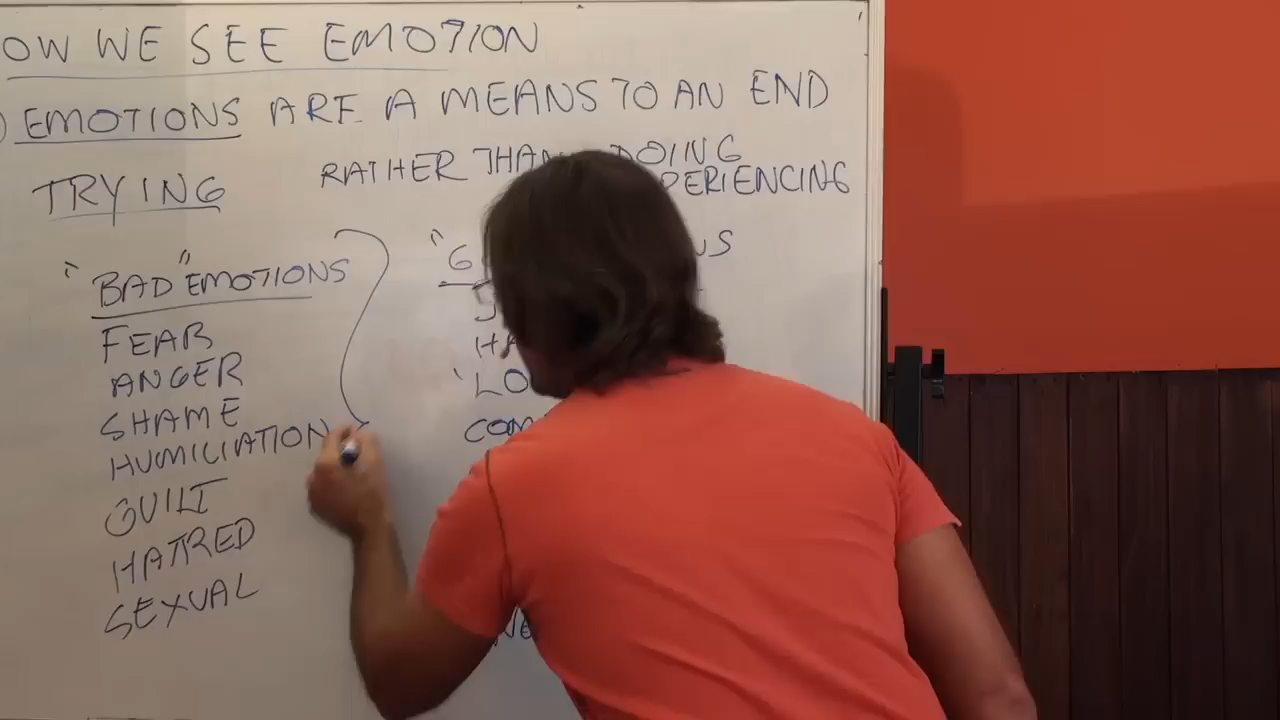 OW WE SEE EMOTION
) EMOTIONS ARE A MEANS TO AN END
RATHER THAN DOING
TRYING
PERIENCING
"BAD" EMOTIONS
FEAR
ANGER
SHAME
HUMILIATION
GUILT
HATRED
SEXUAL